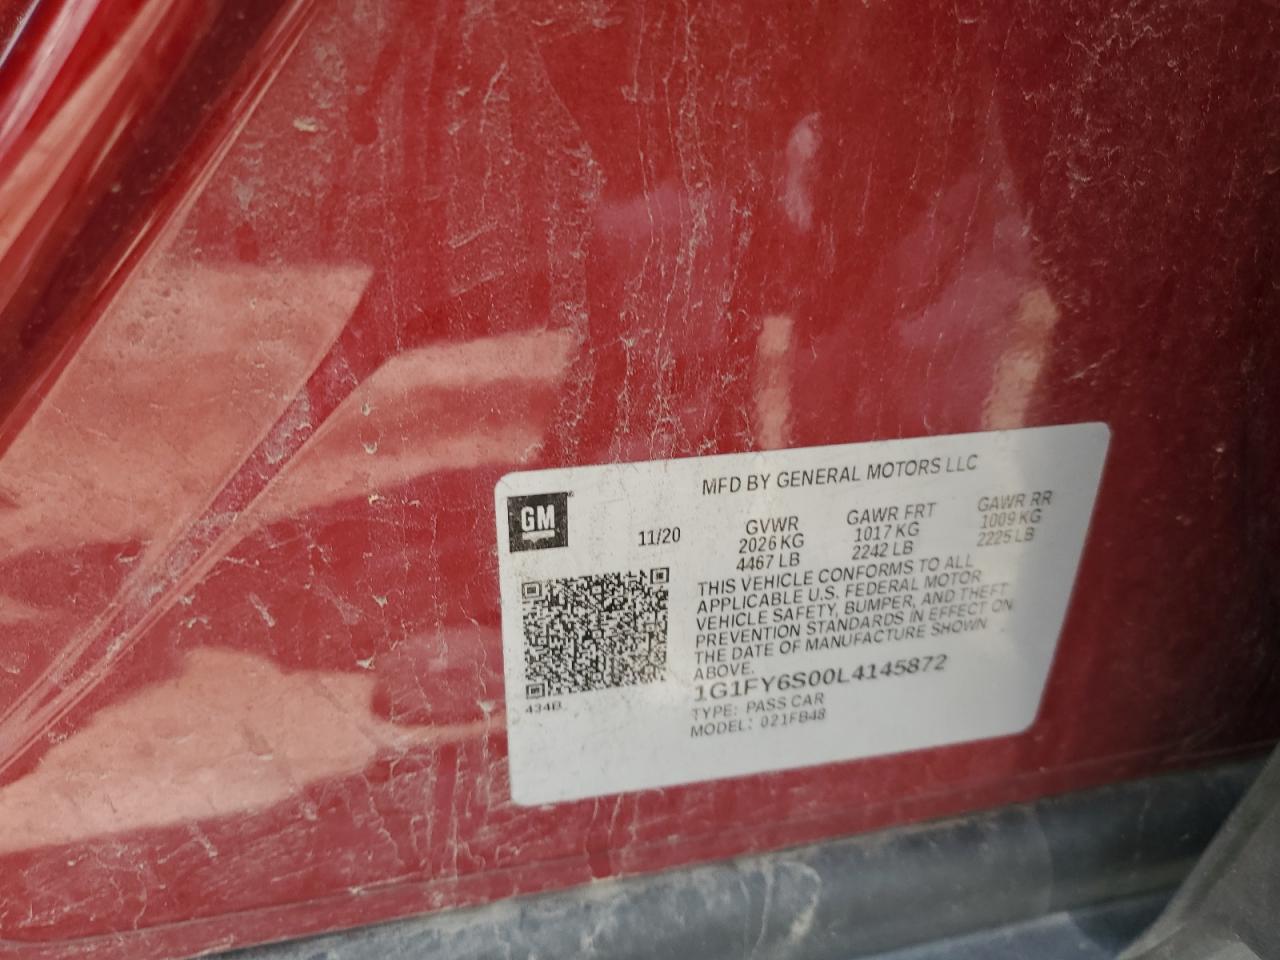 MFD BY GENERAL MOTORS LLC
GM
11/20
GVWR
2026 KG
4467 LB
GAWR FRT
1017 KG
2242 LB
GAWR RR
1009 KG
2225 LB
THIS VEHICLE CONFORMS TO ALL
APPLICABLE U.S. FEDERAL MOTOR
VEHICLE SAFETY, BUMPER, AND THEFT
PREVENTION STANDARDS IN EFFECT ON
THE DATE OF MANUFACTURE SHOWN
ABOVE.
1G1FY6S00L4145872
TYPE: PASS CAR
MODEL: 021FB48
434B